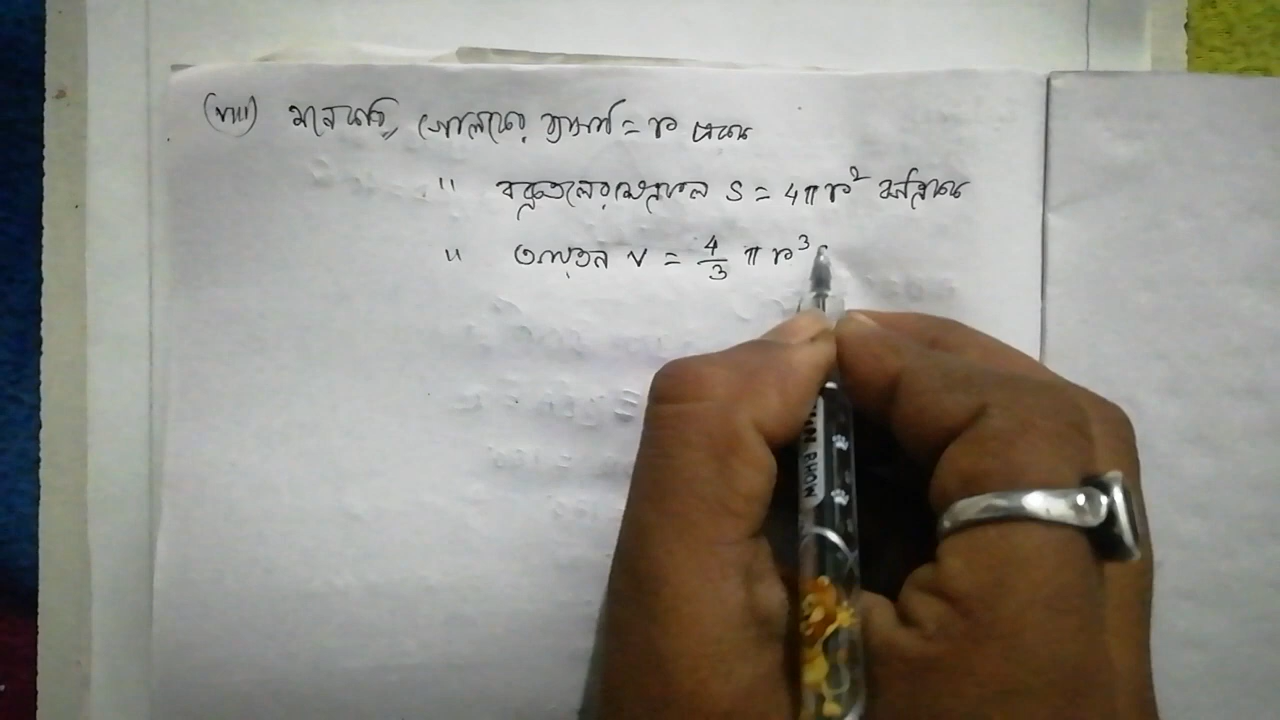 (viii) মনেকরি, গোলকের ব্যাসার্ধ = r একক
" বক্রতলের ক্ষেত্রফল S = 4πr² বর্গএকক
" আয়তন V = 4/3 πr³